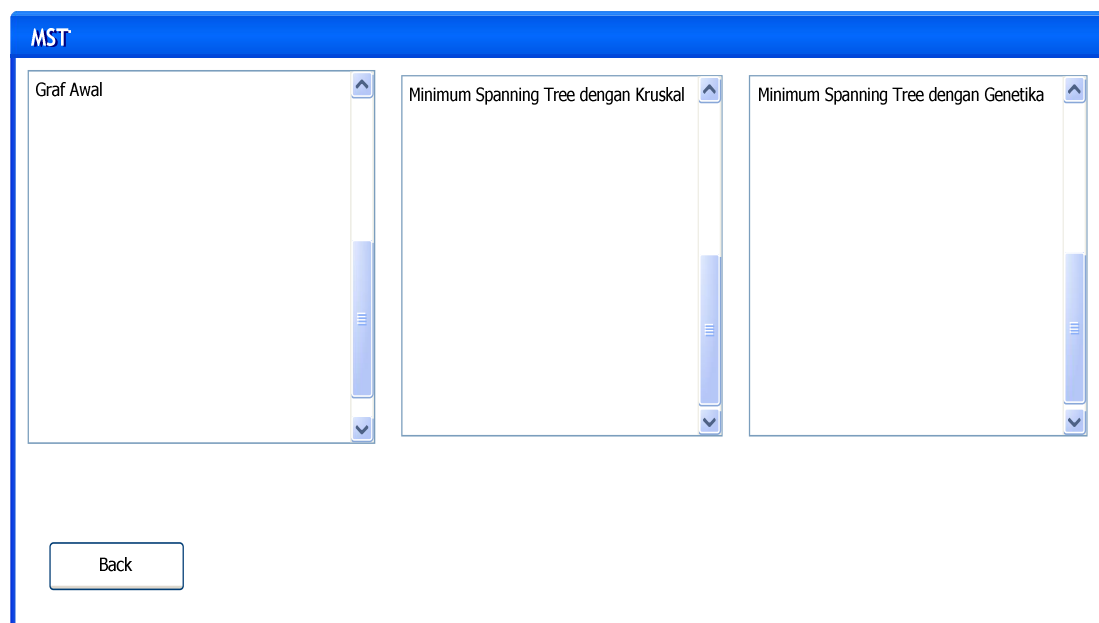 MST
Graf Awal
Minimum Spanning Tree dengan Kruskal
Minimum Spanning Tree dengan Genetika
Back